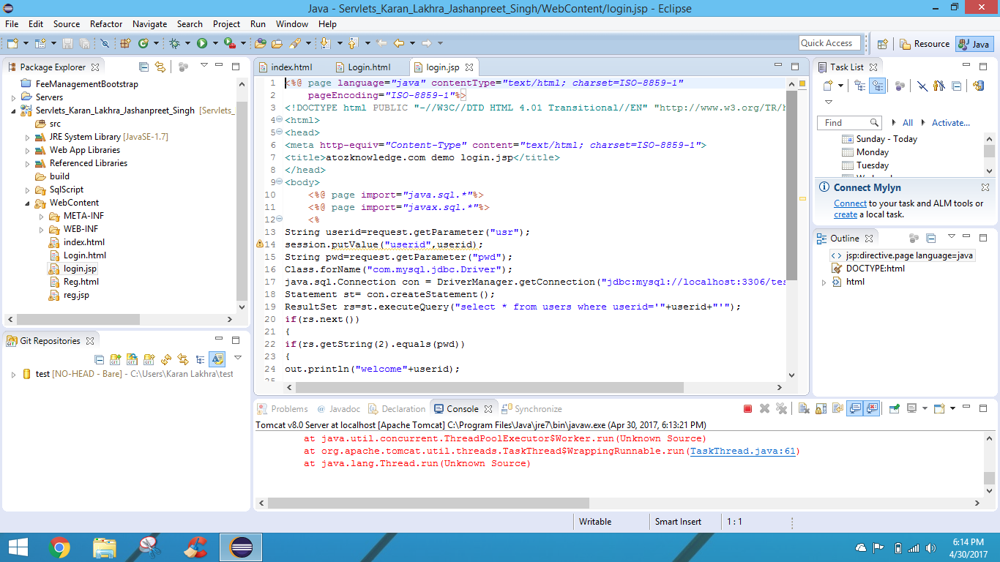 Java - Servlets_Karan_Lakhra_Jashanpreet_Singh/WebContent/login.jsp - Eclipse
File Edit Source Refactor Navigate Search Project Run Window Help
Quick Access
Resource
Java
Package Explorer
FeeManagementBootstrap
Servers
Servlets_Karan_Lakhra_Jashanpreet_Singh [Servlets_
src
JRE System Library [JavaSE-1.7]
Web App Libraries
Referenced Libraries
build
SqlScript
WebContent
META-INF
WEB-INF
index.html
Login.html
login.jsp
Reg.html
reg.jsp
Git Repositories
test [NO-HEAD - Bare] - C:\Users\Karan Lakhra\test
index.html Login.html login.jsp
1 <%@ page language="java" contentType="text/html; charset=ISO-8859-1"
2 pageEncoding="ISO-8859-1"%>
3 <!DOCTYPE html PUBLIC "-//W3C//DTD HTML 4.01 Transitional//EN" "http://www.w3.org/TR/h
4 <html>
5 <head>
6 <meta http-equiv="Content-Type" content="text/html; charset=ISO-8859-1">
7 <title>atozknowledge.com demo login.jsp</title>
8 </head>
9 <body>
10 <%@ page import="java.sql.*"%>
11 <%@ page import="javax.sql.*"%>
12 <%
13 String userid=request.getParameter("usr");
14 session.putValue("userid",userid);
15 String pwd=request.getParameter("pwd");
16 Class.forName("com.mysql.jdbc.Driver");
17 java.sql.Connection con = DriverManager.getConnection("jdbc:mysql://localhost:3306/tes
18 Statement st= con.createStatement();
19 ResultSet rs=st.executeQuery("select * from users where userid='"+userid+"'");
20 if(rs.next())
21 {
22 if(rs.getString(2).equals(pwd))
23 {
24 out.println("welcome"+userid);
25
Task List
Find
All
Activate...
Sunday - Today
Monday
Tuesday
Connect Mylyn
Connect to your task and ALM tools or
create a local task.
Outline
jsp:directive.page language=java
DOCTYPE:html
html
Problems @ Javadoc Declaration Console Synchronize
Tomcat v8.0 Server at localhost [Apache Tomcat] C:\Program Files\Java\jre7\bin\javaw.exe (Apr 30, 2017, 6:13:21 PM)
at java.util.concurrent.ThreadPoolExecutor$Worker.run(Unknown Source)
at org.apache.tomcat.util.threads.TaskThread$WrappingRunnable.run(TaskThread.java:61)
at java.lang.Thread.run(Unknown Source)
Writable
Smart Insert
1 : 1
6:14 PM
4/30/2017